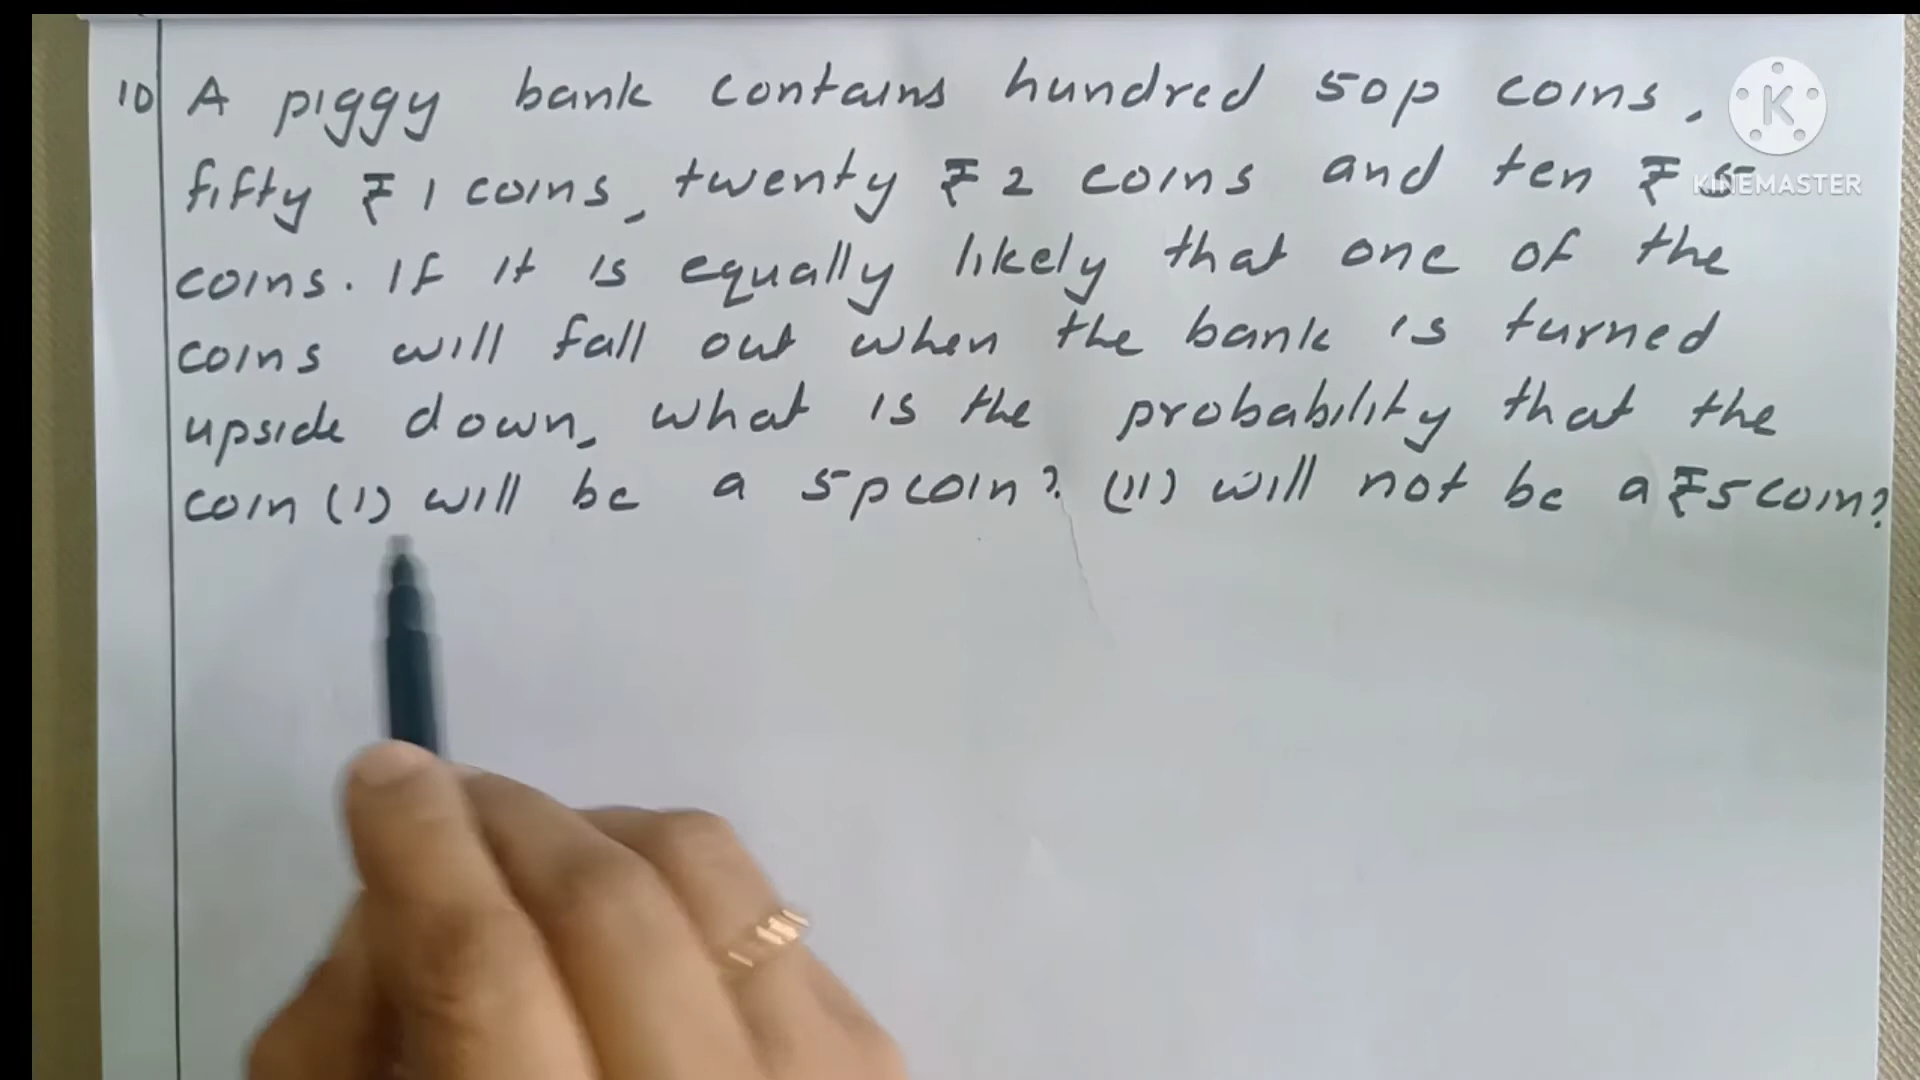 10 A piggy bank contains hundred 50p coins,
fifty ₹1 coins, twenty ₹2 coins and ten ₹5
coins. If it is equally likely that one of the
coins will fall out when the bank is turned
upside down, what is the probability that the
coin (i) will be a 5p coin? (ii) will not be a ₹5 coin?
K
KINEMASTER